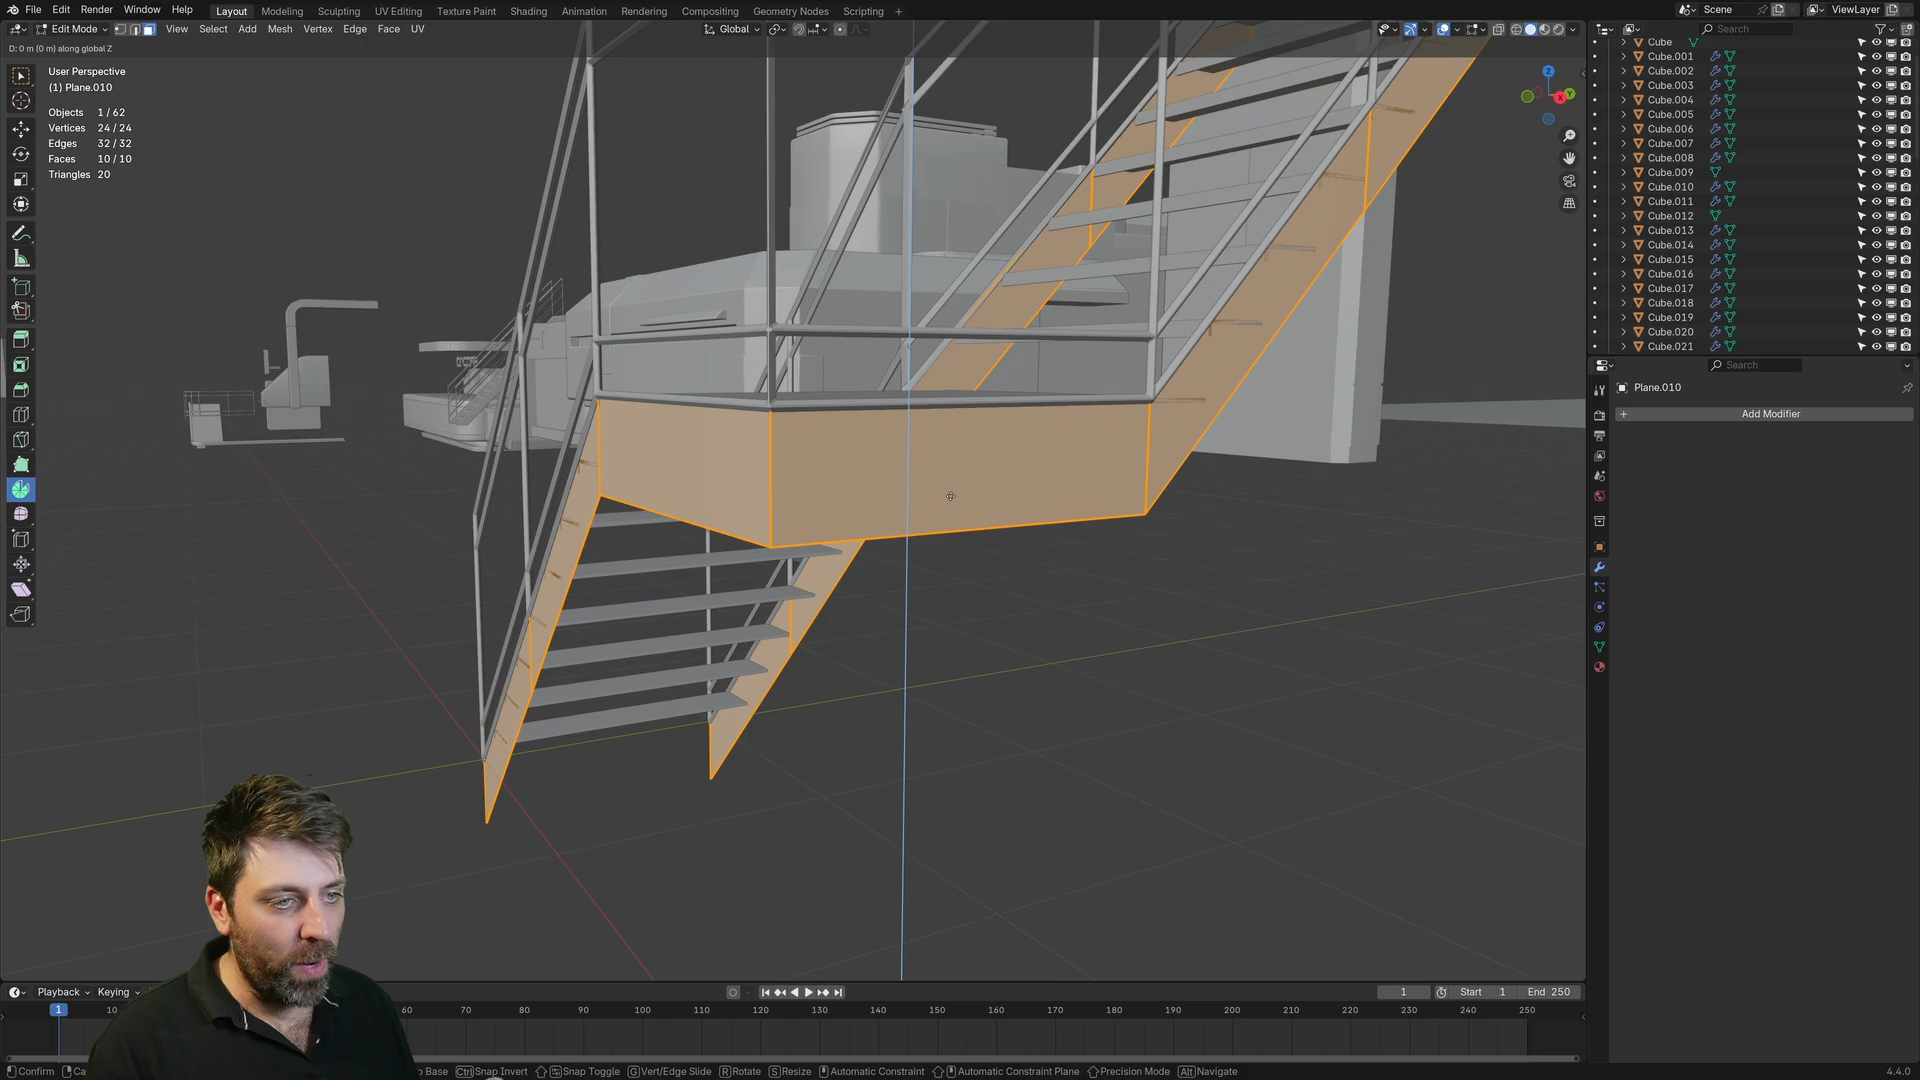 File Edit Render Window Help Layout Modeling Sculpting UV Editing Texture Paint Shading Animation Rendering Compositing Geometry Nodes Scripting + Scene ViewLayer
Edit Mode View Select Add Mesh Vertex Edge Face UV Global Search
D: 0 m (0 m) along global Z
User Perspective
(1) Plane.010
Objects 1 / 62
Vertices 24 / 24
Edges 32 / 32
Faces 10 / 10
Triangles 20
Z
X
Y
Cube
Cube.001
Cube.002
Cube.003
Cube.004
Cube.005
Cube.006
Cube.007
Cube.008
Cube.009
Cube.010
Cube.011
Cube.012
Cube.013
Cube.014
Cube.015
Cube.016
Cube.017
Cube.018
Cube.019
Cube.020
Cube.021
Search
Plane.010
+ Add Modifier
Playback Keying 1 Start 1 End 250
1 10 60 70 80 90 100 110 120 130 140 150 160 170 180 190 200 210 220 230 240 250
Confirm Base Ctrl Snap Invert Snap Toggle G Vert/Edge Slide R Rotate S Resize Automatic Constraint Automatic Constraint Plane Precision Mode Alt Navigate 4.4.0